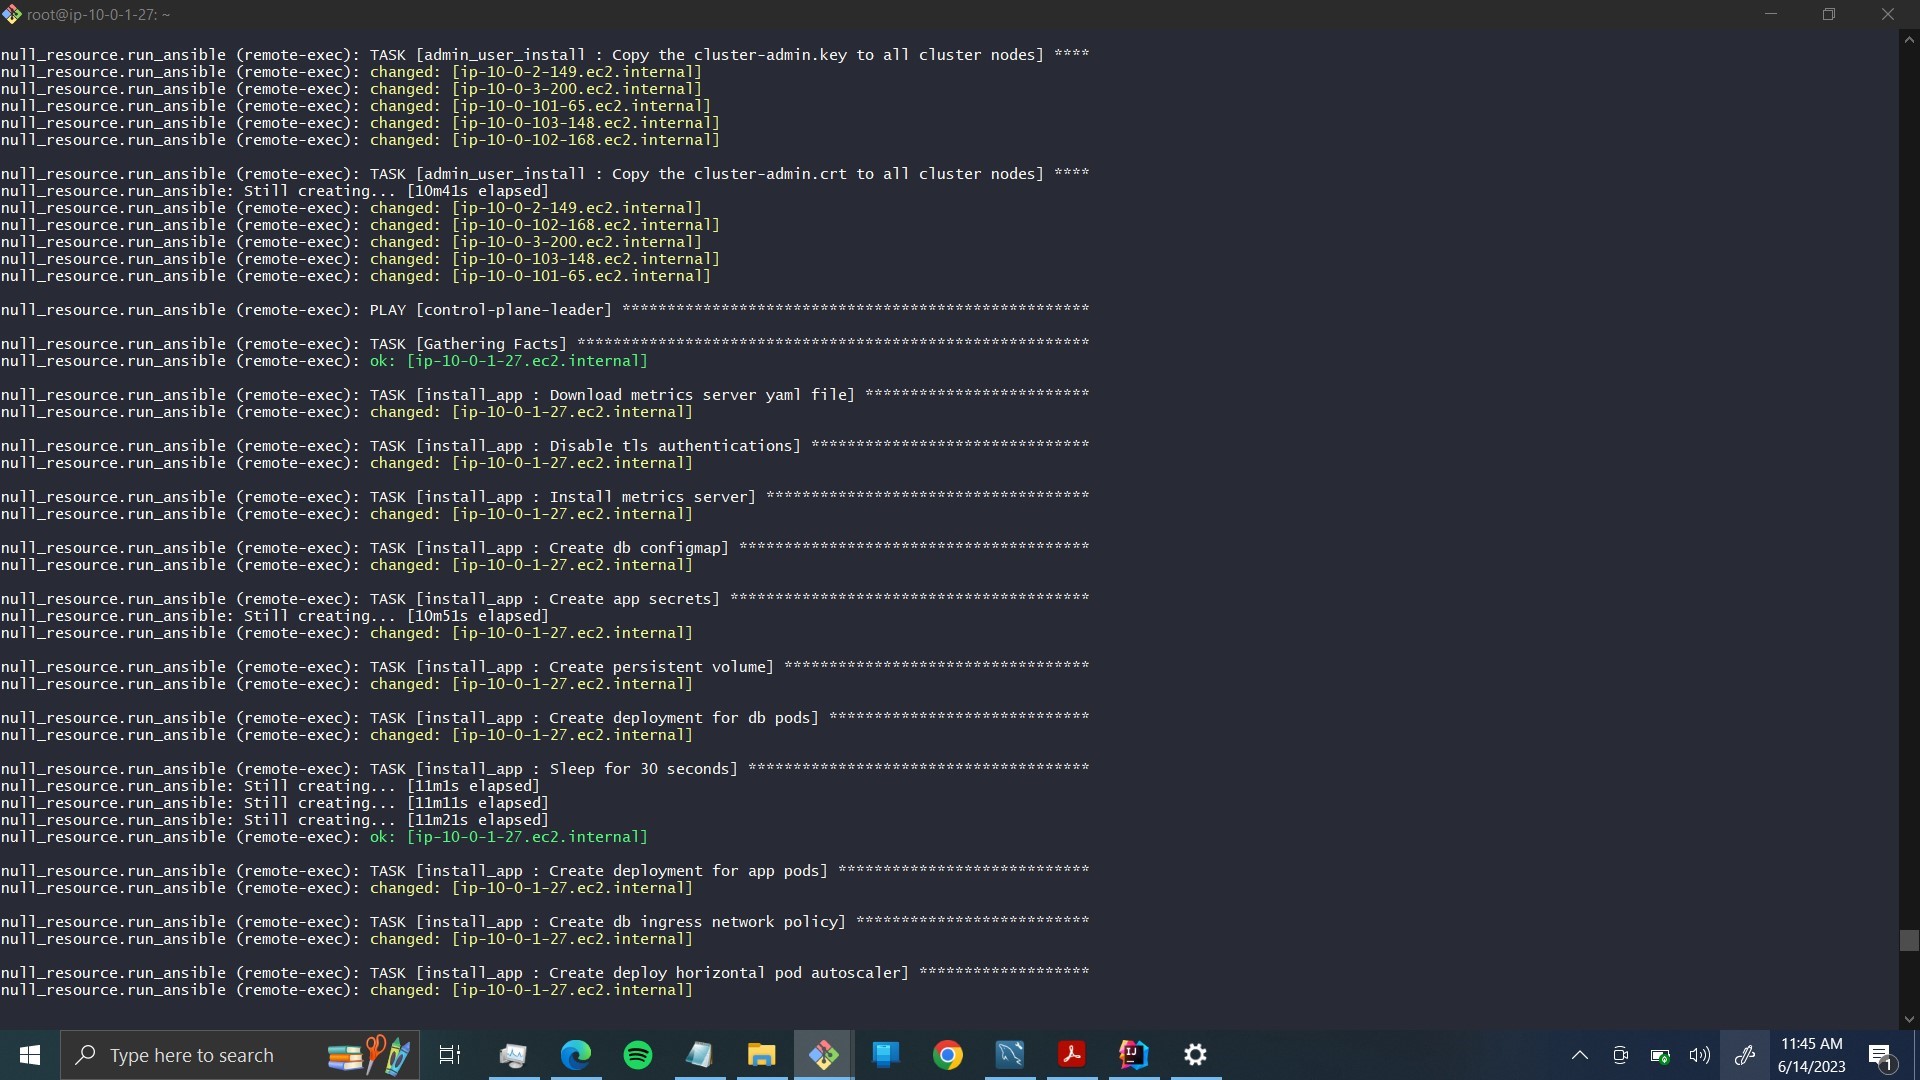 root@ip-10-0-1-27: ~
null_resource.run_ansible (remote-exec): TASK [admin_user_install : Copy the cluster-admin.key to all cluster nodes] ****
null_resource.run_ansible (remote-exec): changed: [ip-10-0-2-149.ec2.internal]
null_resource.run_ansible (remote-exec): changed: [ip-10-0-3-200.ec2.internal]
null_resource.run_ansible (remote-exec): changed: [ip-10-0-101-65.ec2.internal]
null_resource.run_ansible (remote-exec): changed: [ip-10-0-103-148.ec2.internal]
null_resource.run_ansible (remote-exec): changed: [ip-10-0-102-168.ec2.internal]
null_resource.run_ansible (remote-exec): TASK [admin_user_install : Copy the cluster-admin.crt to all cluster nodes] ****
null_resource.run_ansible: Still creating... [10m41s elapsed]
null_resource.run_ansible (remote-exec): changed: [ip-10-0-2-149.ec2.internal]
null_resource.run_ansible (remote-exec): changed: [ip-10-0-102-168.ec2.internal]
null_resource.run_ansible (remote-exec): changed: [ip-10-0-3-200.ec2.internal]
null_resource.run_ansible (remote-exec): changed: [ip-10-0-103-148.ec2.internal]
null_resource.run_ansible (remote-exec): changed: [ip-10-0-101-65.ec2.internal]
null_resource.run_ansible (remote-exec): PLAY [control-plane-leader] ****************************************************
null_resource.run_ansible (remote-exec): TASK [Gathering Facts] *********************************************************
null_resource.run_ansible (remote-exec): ok: [ip-10-0-1-27.ec2.internal]
null_resource.run_ansible (remote-exec): TASK [install_app : Download metrics server yaml file] *************************
null_resource.run_ansible (remote-exec): changed: [ip-10-0-1-27.ec2.internal]
null_resource.run_ansible (remote-exec): TASK [install_app : Disable tls authentications] *******************************
null_resource.run_ansible (remote-exec): changed: [ip-10-0-1-27.ec2.internal]
null_resource.run_ansible (remote-exec): TASK [install_app : Install metrics server] ************************************
null_resource.run_ansible (remote-exec): changed: [ip-10-0-1-27.ec2.internal]
null_resource.run_ansible (remote-exec): TASK [install_app : Create db configmap] ***************************************
null_resource.run_ansible (remote-exec): changed: [ip-10-0-1-27.ec2.internal]
null_resource.run_ansible (remote-exec): TASK [install_app : Create app secrets] ****************************************
null_resource.run_ansible: Still creating... [10m51s elapsed]
null_resource.run_ansible (remote-exec): changed: [ip-10-0-1-27.ec2.internal]
null_resource.run_ansible (remote-exec): TASK [install_app : Create persistent volume] **********************************
null_resource.run_ansible (remote-exec): changed: [ip-10-0-1-27.ec2.internal]
null_resource.run_ansible (remote-exec): TASK [install_app : Create deployment for db pods] *****************************
null_resource.run_ansible (remote-exec): changed: [ip-10-0-1-27.ec2.internal]
null_resource.run_ansible (remote-exec): TASK [install_app : Sleep for 30 seconds] **************************************
null_resource.run_ansible: Still creating... [11m1s elapsed]
null_resource.run_ansible: Still creating... [11m11s elapsed]
null_resource.run_ansible: Still creating... [11m21s elapsed]
null_resource.run_ansible (remote-exec): ok: [ip-10-0-1-27.ec2.internal]
null_resource.run_ansible (remote-exec): TASK [install_app : Create deployment for app pods] ****************************
null_resource.run_ansible (remote-exec): changed: [ip-10-0-1-27.ec2.internal]
null_resource.run_ansible (remote-exec): TASK [install_app : Create db ingress network policy] **************************
null_resource.run_ansible (remote-exec): changed: [ip-10-0-1-27.ec2.internal]
null_resource.run_ansible (remote-exec): TASK [install_app : Create deploy horizontal pod autoscaler] *******************
null_resource.run_ansible (remote-exec): changed: [ip-10-0-1-27.ec2.internal]
Type here to search
IJ
11:45 AM
6/14/2023
1